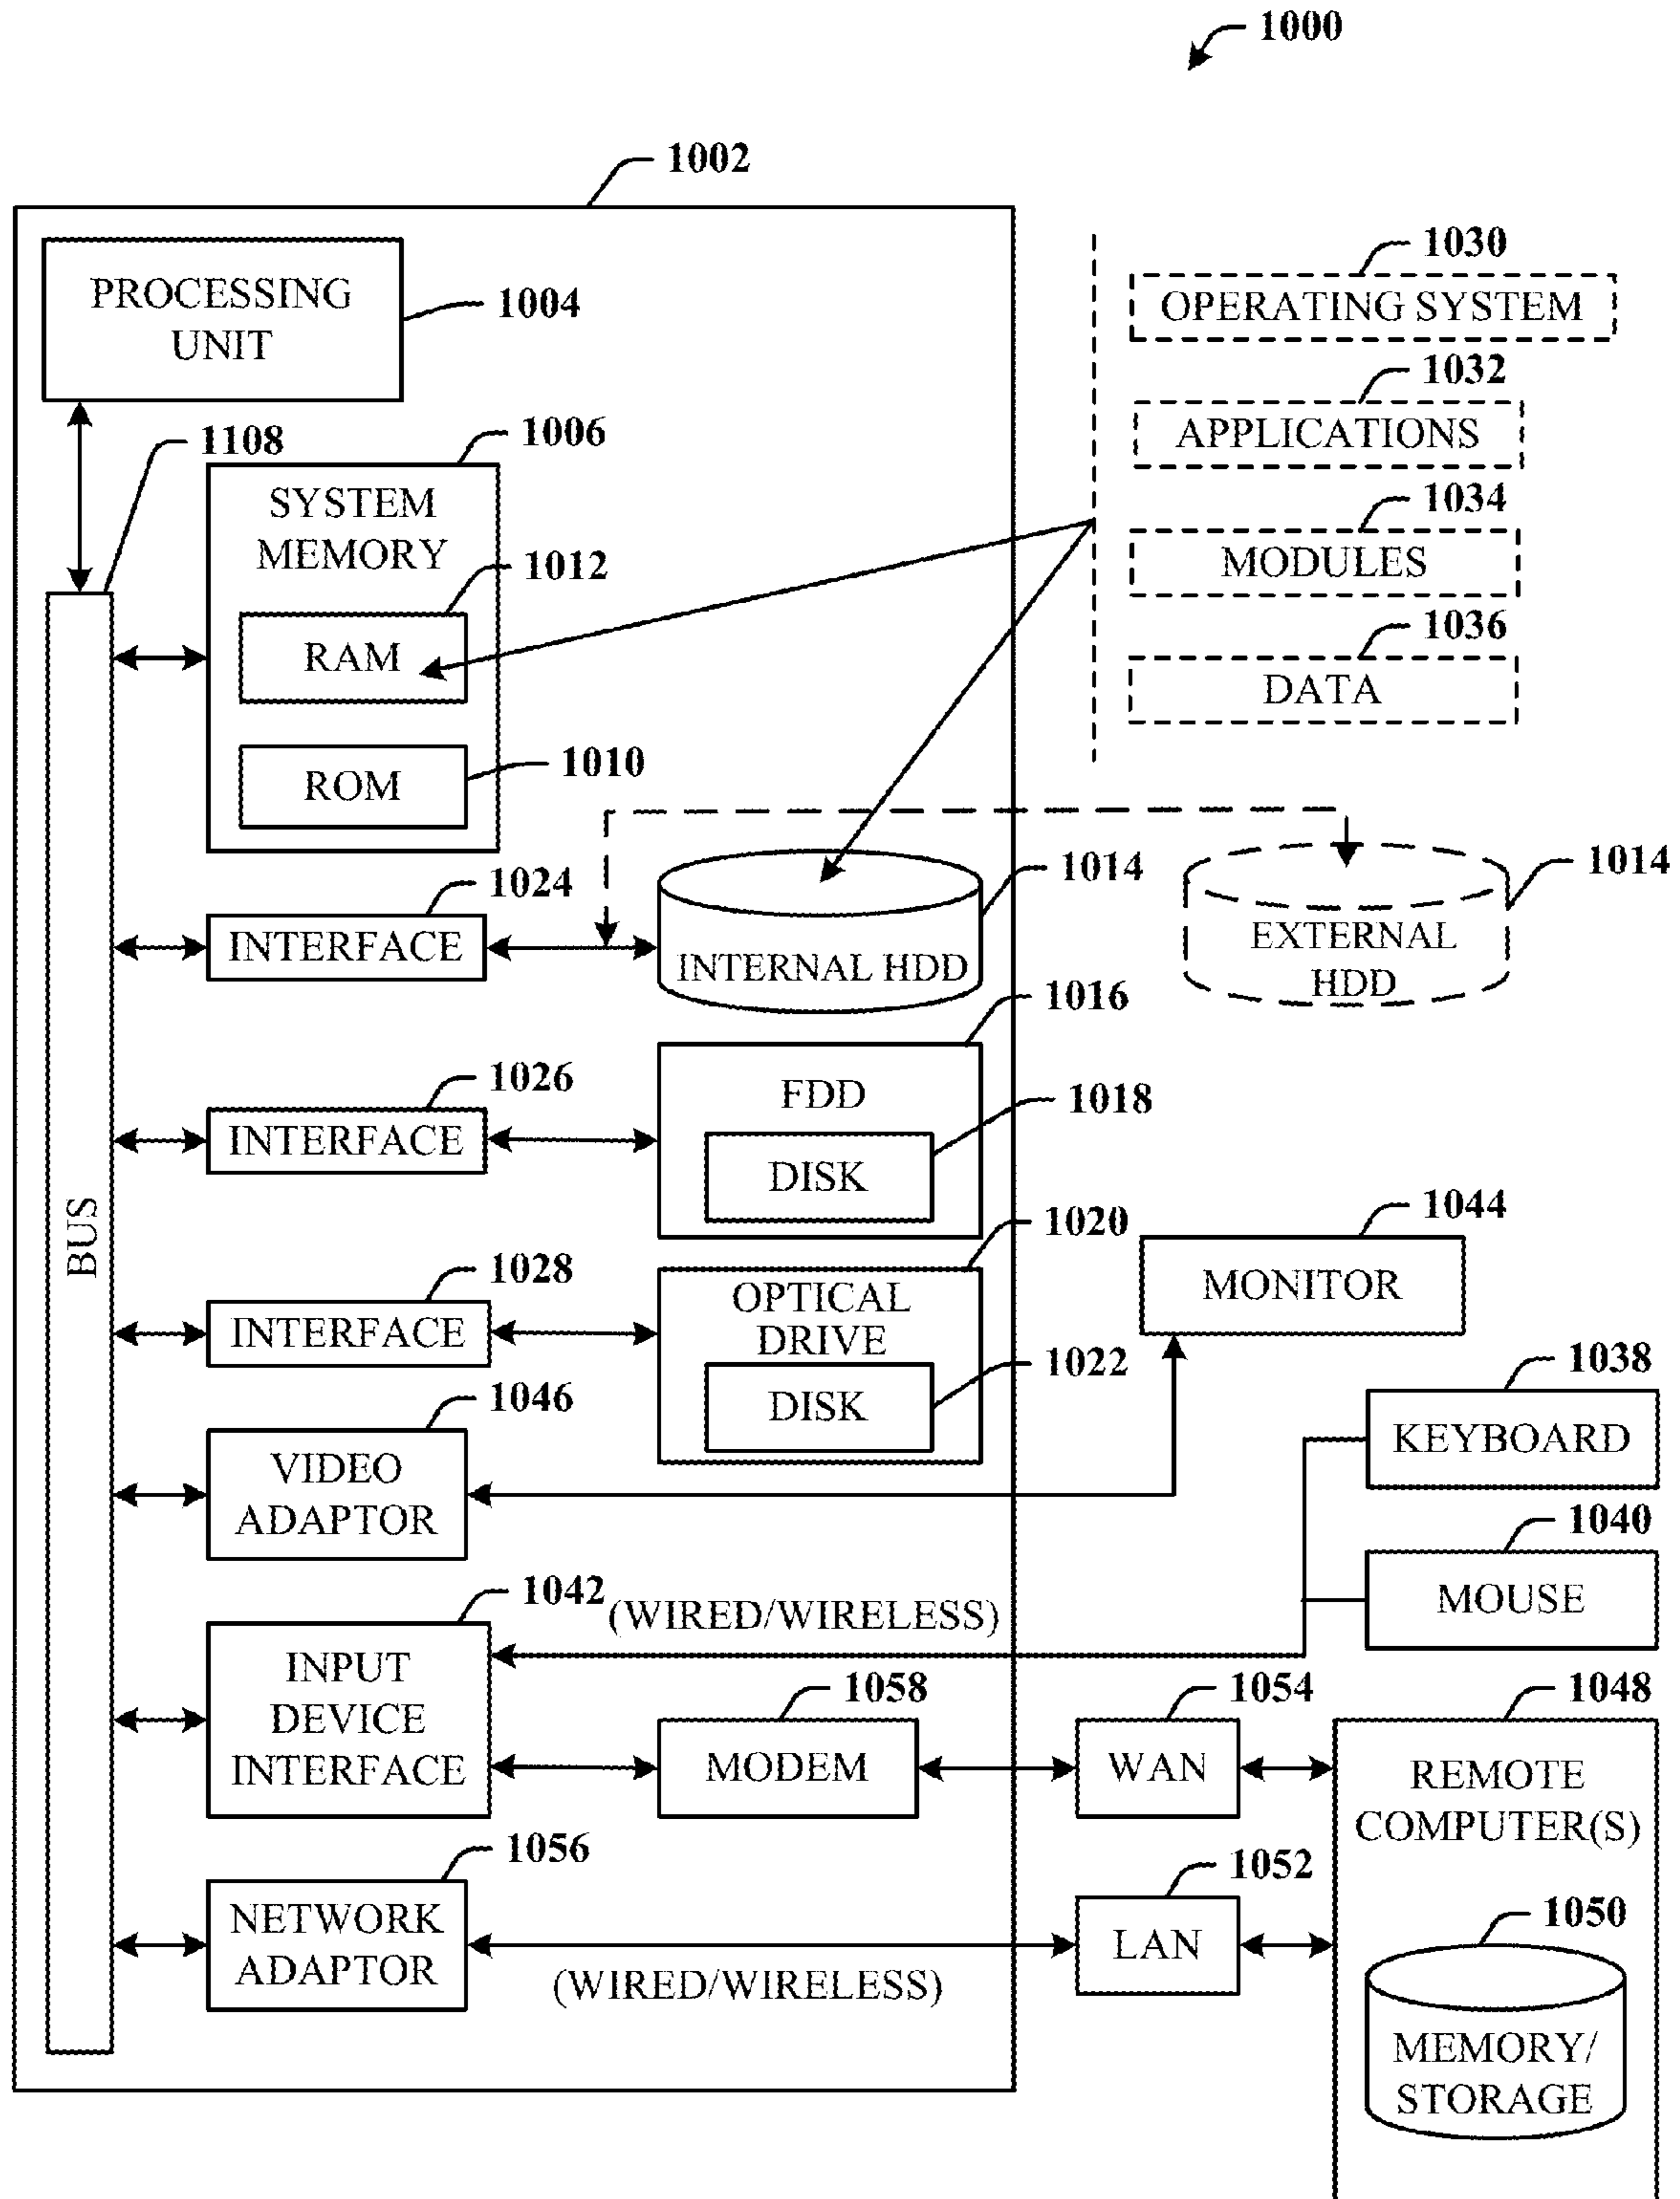 1000
1002
PROCESSING
UNIT
1004
1030
OPERATING SYSTEM
1032
APPLICATIONS
1034
MODULES
1036
DATA
1108
1006
SYSTEM
MEMORY
1012
RAM
1010
ROM
1024
INTERFACE
1014
INTERNAL HDD
1014
EXTERNAL
HDD
1016
1026
INTERFACE
FDD
1018
DISK
BUS
1020
1028
INTERFACE
OPTICAL
DRIVE
1022
DISK
1044
MONITOR
1038
KEYBOARD
1046
VIDEO
ADAPTOR
1040
MOUSE
1042
(WIRED/WIRELESS)
INPUT
DEVICE
INTERFACE
1058
MODEM
1054
WAN
1048
REMOTE
COMPUTER(S)
1056
NETWORK
ADAPTOR
(WIRED/WIRELESS)
1052
LAN
1050
MEMORY/
STORAGE